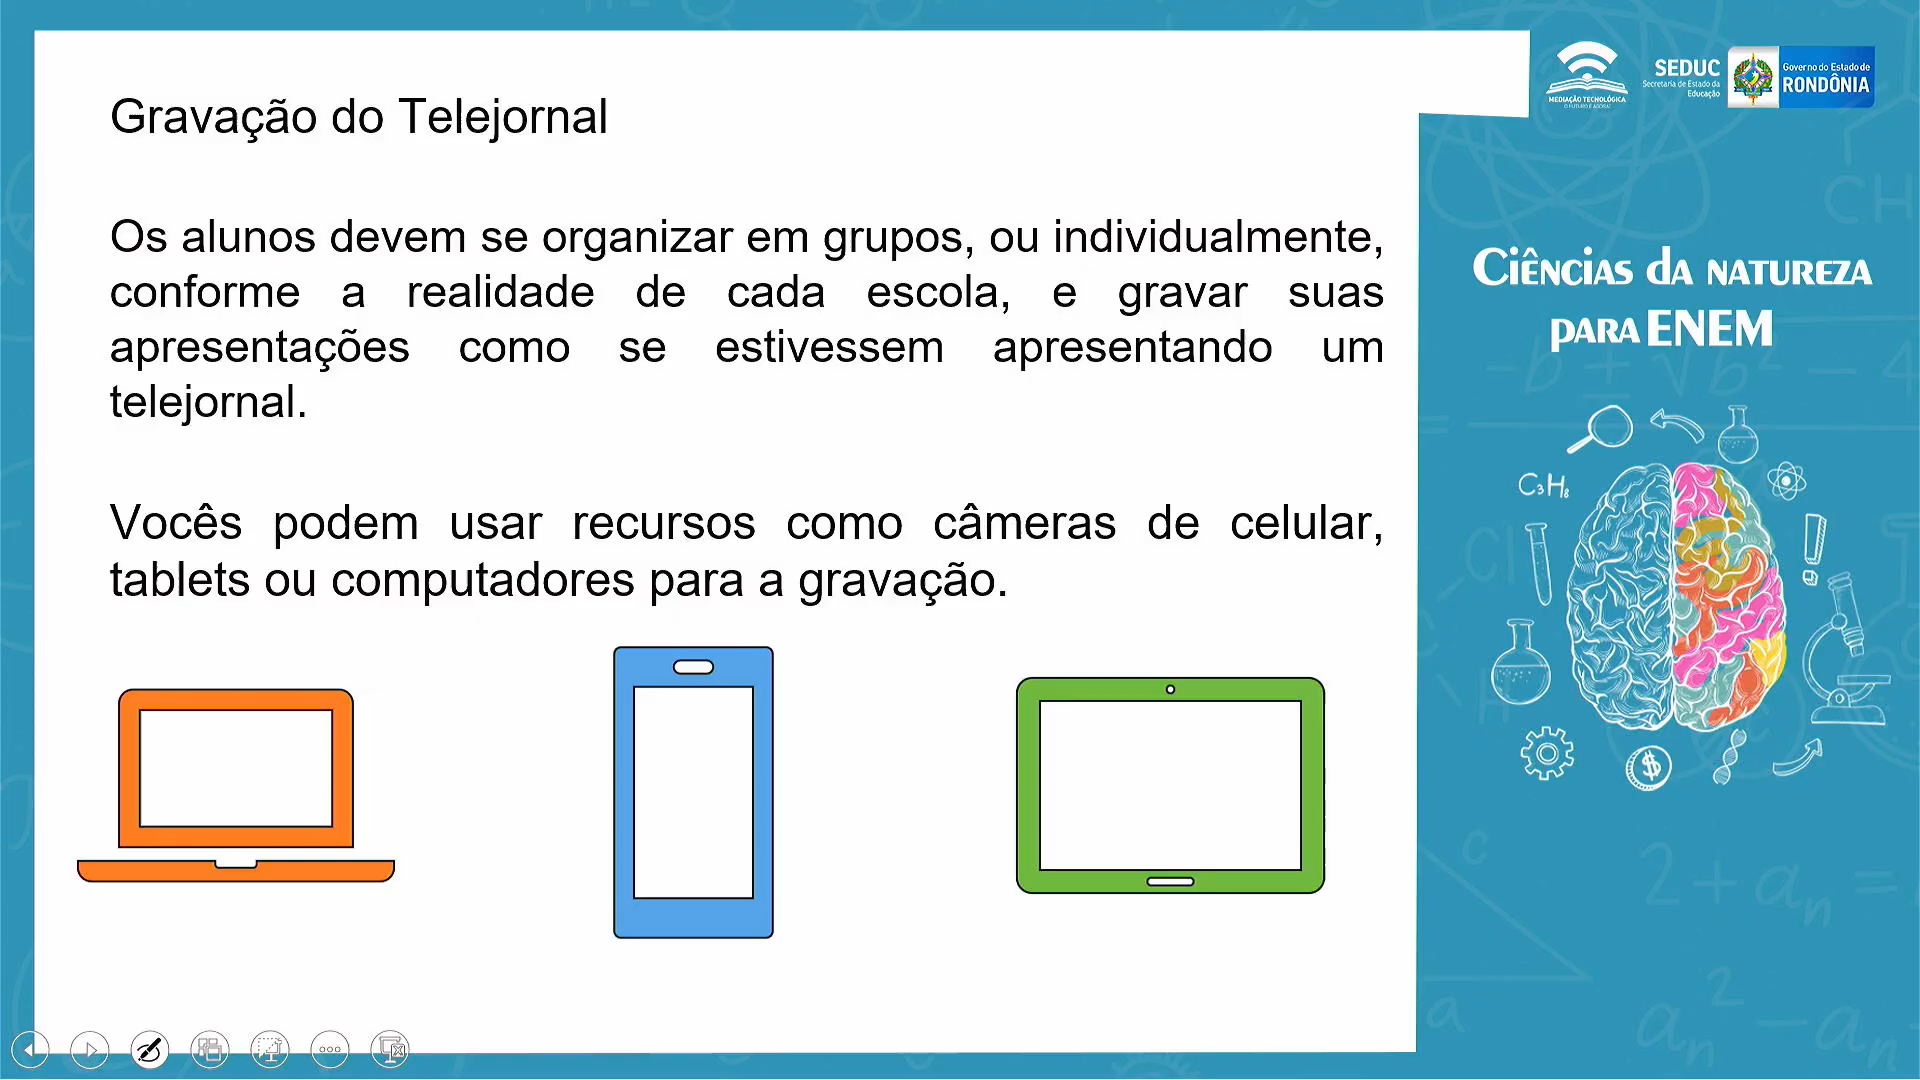 Gravação do Telejornal
Os alunos devem se organizar em grupos, ou individualmente,
conforme a realidade de cada escola, e gravar suas
apresentações como se estivessem apresentando um
telejornal.
Vocês podem usar recursos como câmeras de celular,
tablets ou computadores para a gravação.
MEDIAÇÃO TECNOLÓGICA
O FUTURO É AGORA!
SEDUC
Secretaria de Estado da
Educação
Governo do Estado de
RONDÔNIA
CIÊNCIAS DA NATUREZA
PARA ENEM
C₃H₈